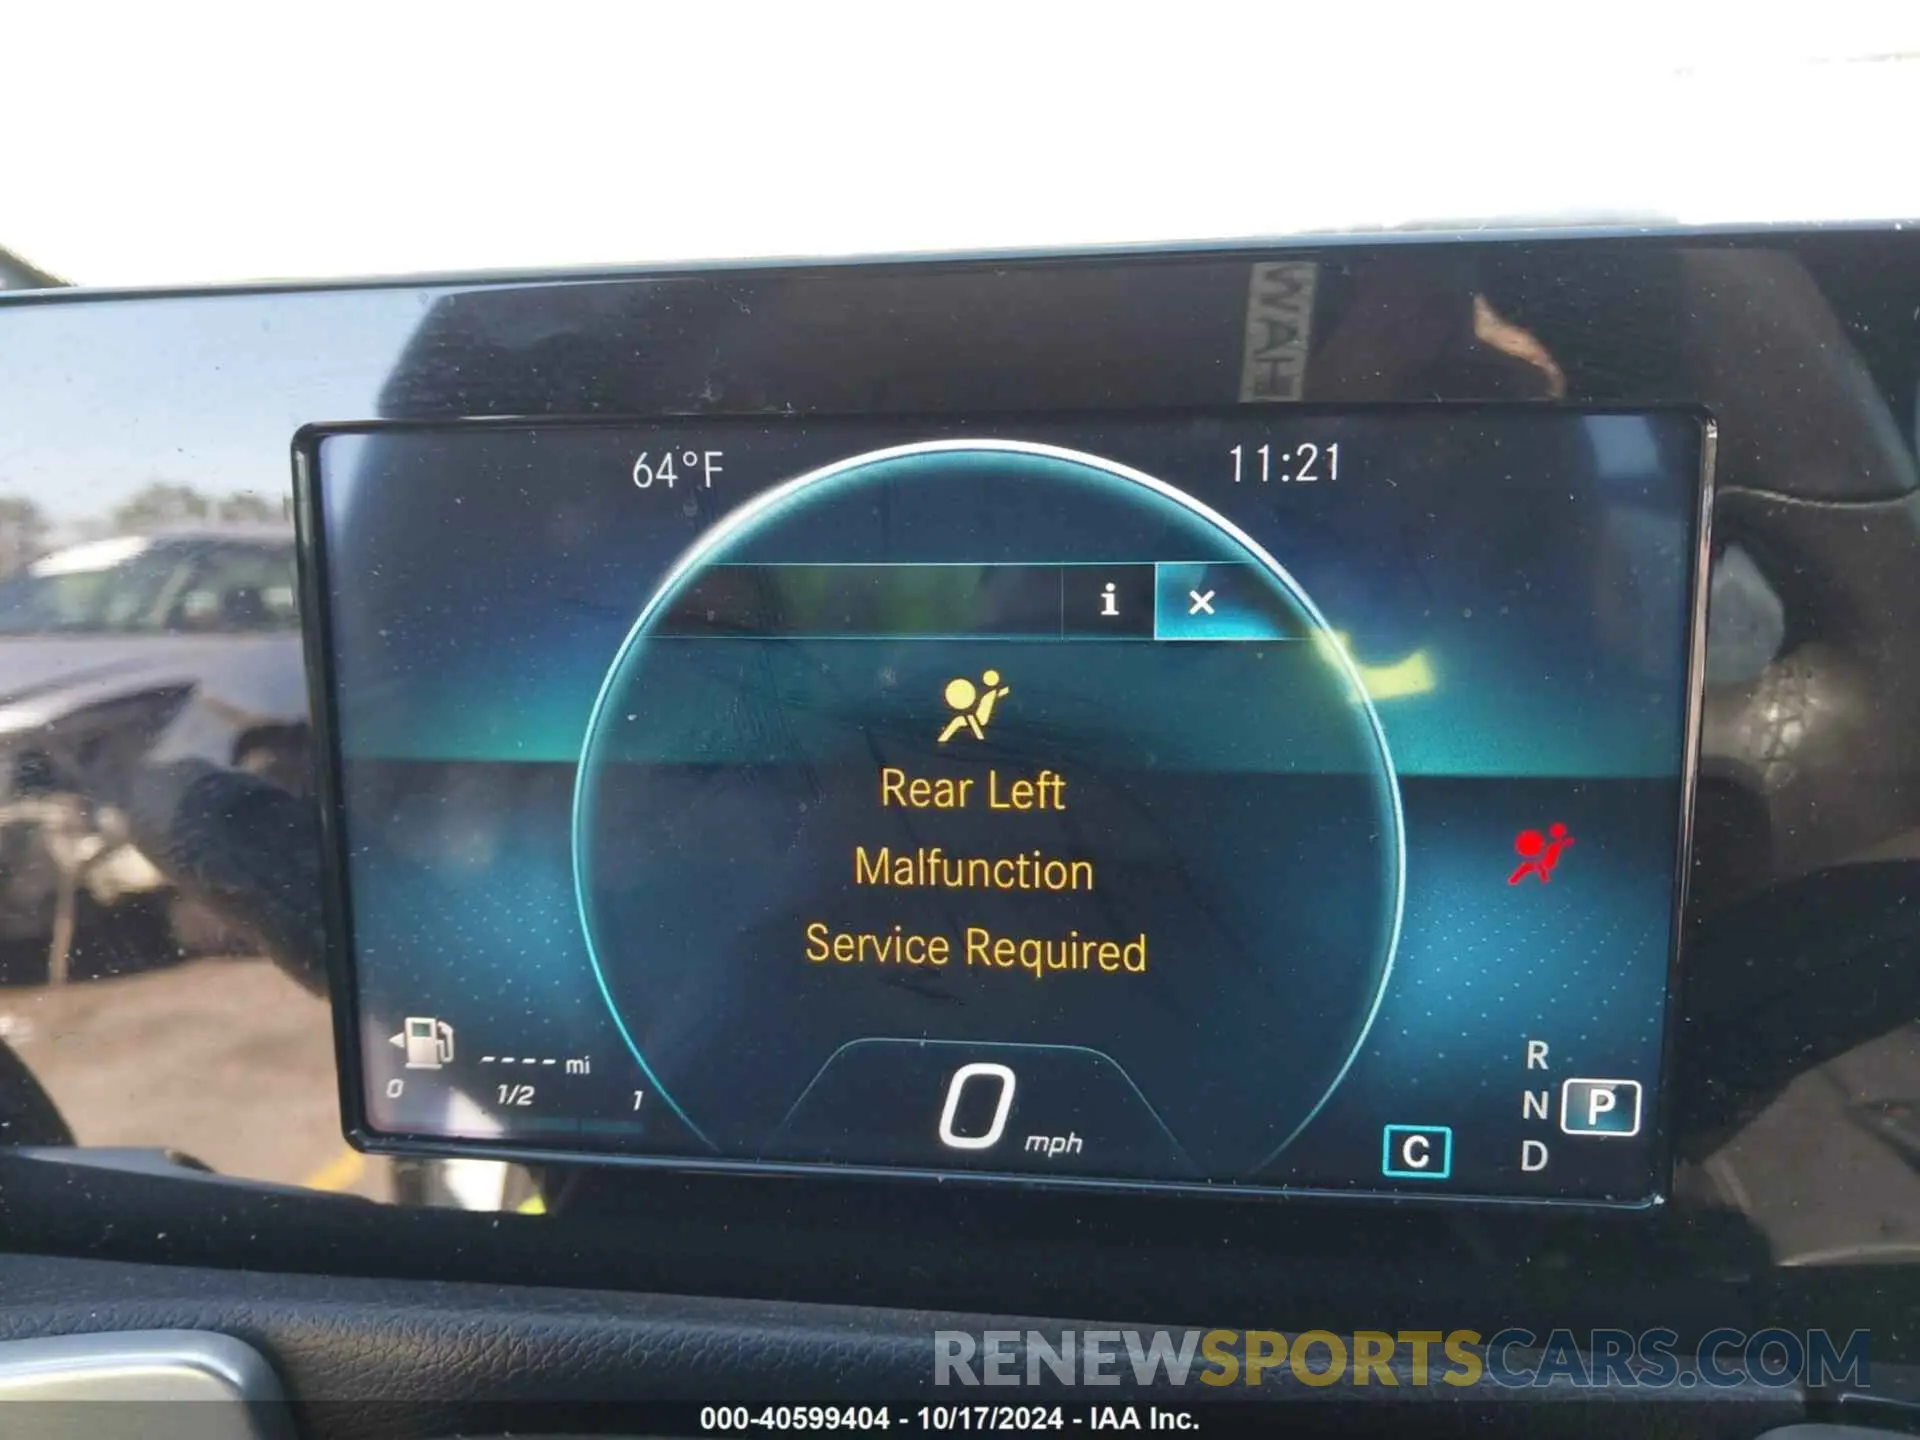 WAH
64°F
11:21
i ×
Rear Left
Malfunction
Service Required
---- mi
0 1/2 1
0 mph
C
R
N P
D
RENEWSPORTSCARS.COM
000-40599404 - 10/17/2024 - IAA Inc.